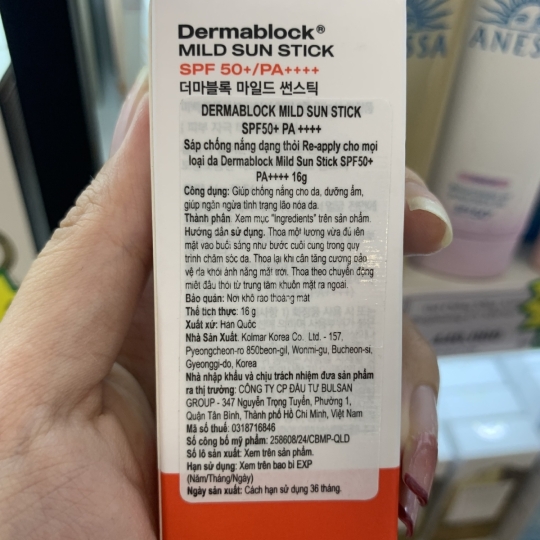 Dermablock®
MILD SUN STICK
SPF 50+/PA++++
더마블록 마일드 썬스틱
DERMABLOCK MILD SUN STICK
SPF50+ PA ++++
Sáp chống nắng dạng thỏi Re-apply cho mọi
loại da Dermablock Mild Sun Stick SPF50+
PA++++ 16g
Công dụng: Giúp chống nắng cho da, dưỡng ẩm,
giúp ngăn ngừa tình trạng lão hóa da.
Thành phần. Xem mục "Ingredients" trên sản phẩm.
Hướng dẫn sử dụng. Thoa một lượng vừa đủ lên
mặt vào buổi sáng như bước cuối cùng trong quy
trình chăm sóc da. Thoa lại khi cần tăng cường bảo
vệ da khỏi ánh nắng mặt trời. Thoa theo chuyển động
miết đầu thỏi từ trung tâm khuôn mặt ra ngoài.
Bảo quản: Nơi khô ráo thoáng mát
Thể tích thực: 16 g
Xuất xứ: Hàn Quốc
Nhà Sản Xuất. Kolmar Korea Co. Ltd. - 157,
Pyeongcheon-ro 850beon-gil, Wonmi-gu, Bucheon-si,
Gyeonggi-do, Korea
Nhà nhập khẩu và chịu trách nhiệm đưa sản phẩm
ra thị trường: CÔNG TY CP ĐẦU TƯ BULSAN
GROUP - 347 Nguyễn Trọng Tuyển, Phường 1,
Quận Tân Bình, Thành phố Hồ Chí Minh, Việt Nam
Mã số thuế: 0318716846
Số công bố mỹ phẩm: 258608/24/CBMP-QLD
Số lô sản xuất: Xem trên sản phẩm.
Hạn sử dụng: Xem trên bao bì EXP
(Năm/Tháng/Ngày)
Ngày sản xuất: Cách hạn sử dụng 36 tháng.
ANESSA